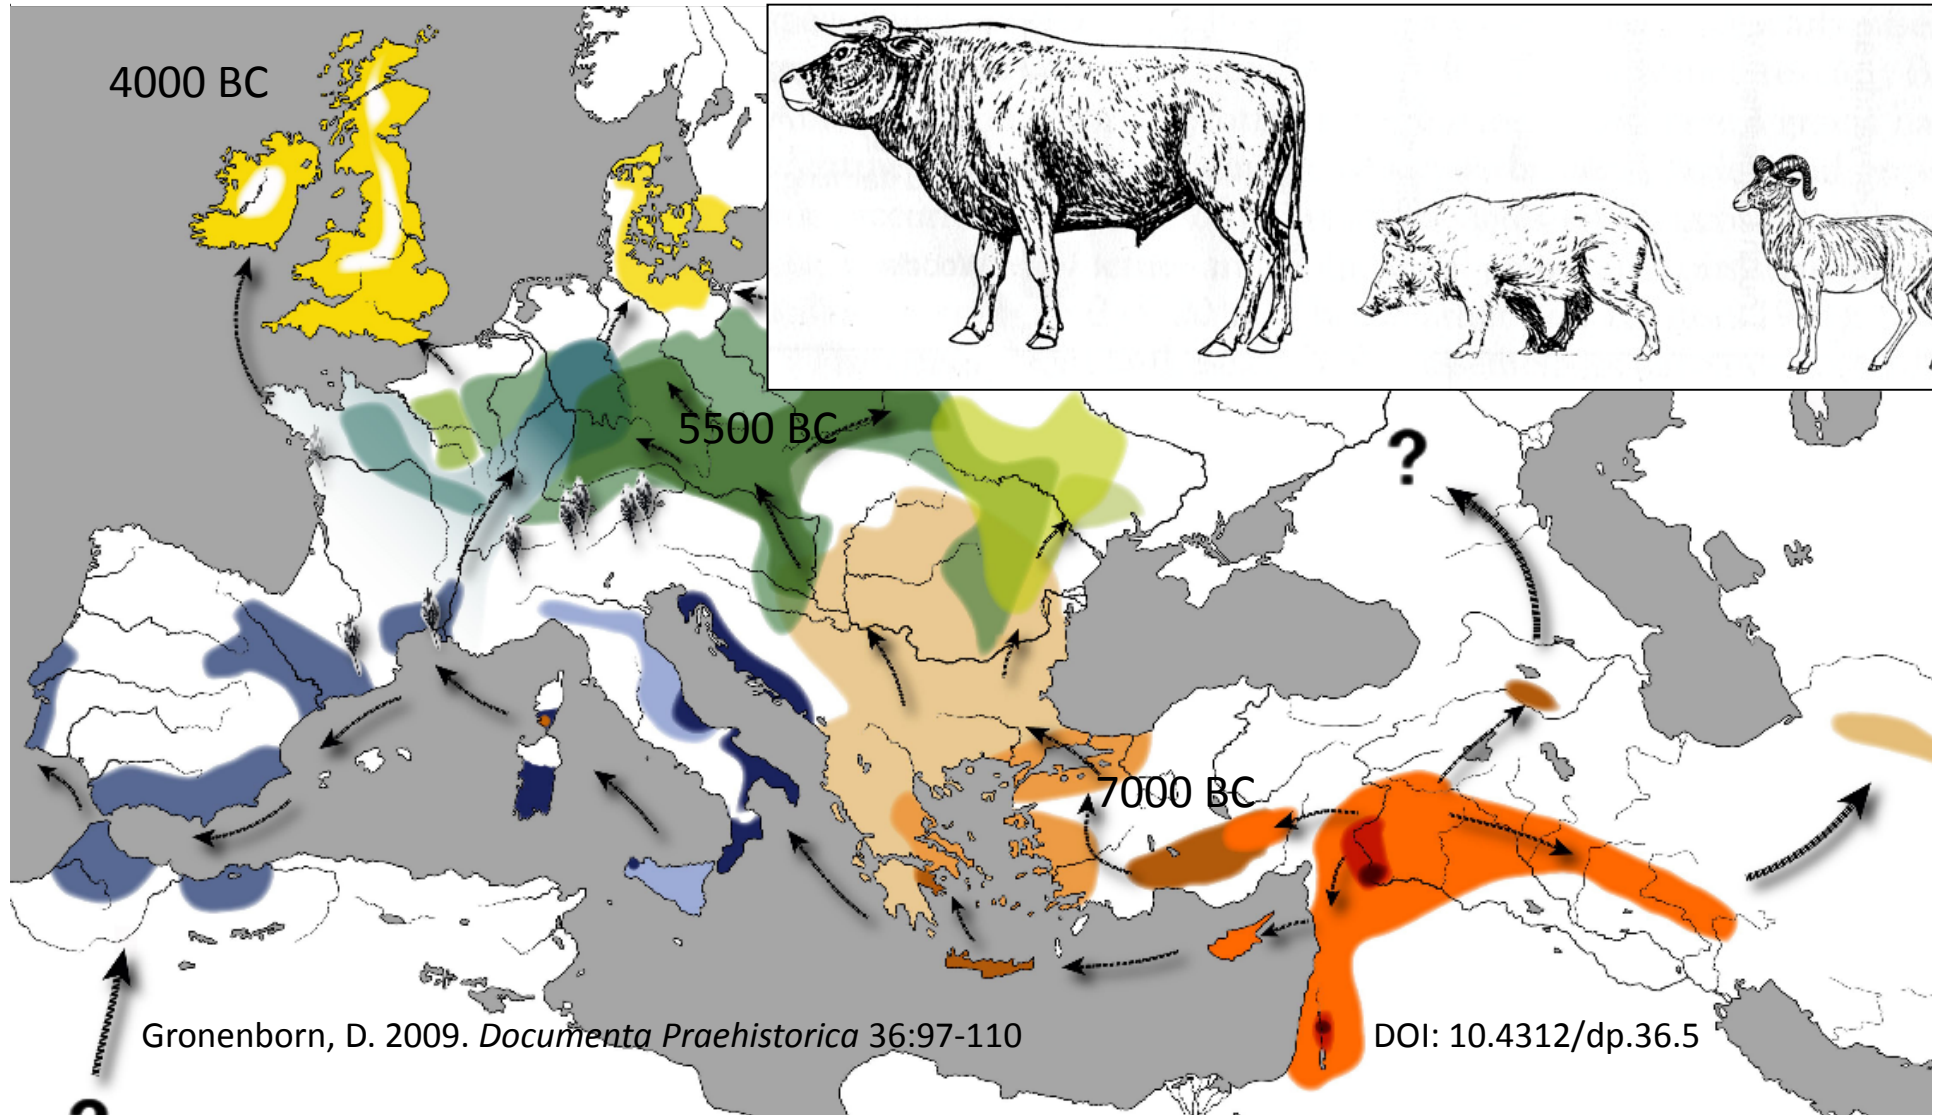 4000 BC
5500 BC
?
7000 BC
Gronenborn, D. 2009. Documenta Praehistorica 36:97-110
DOI: 10.4312/dp.36.5
?